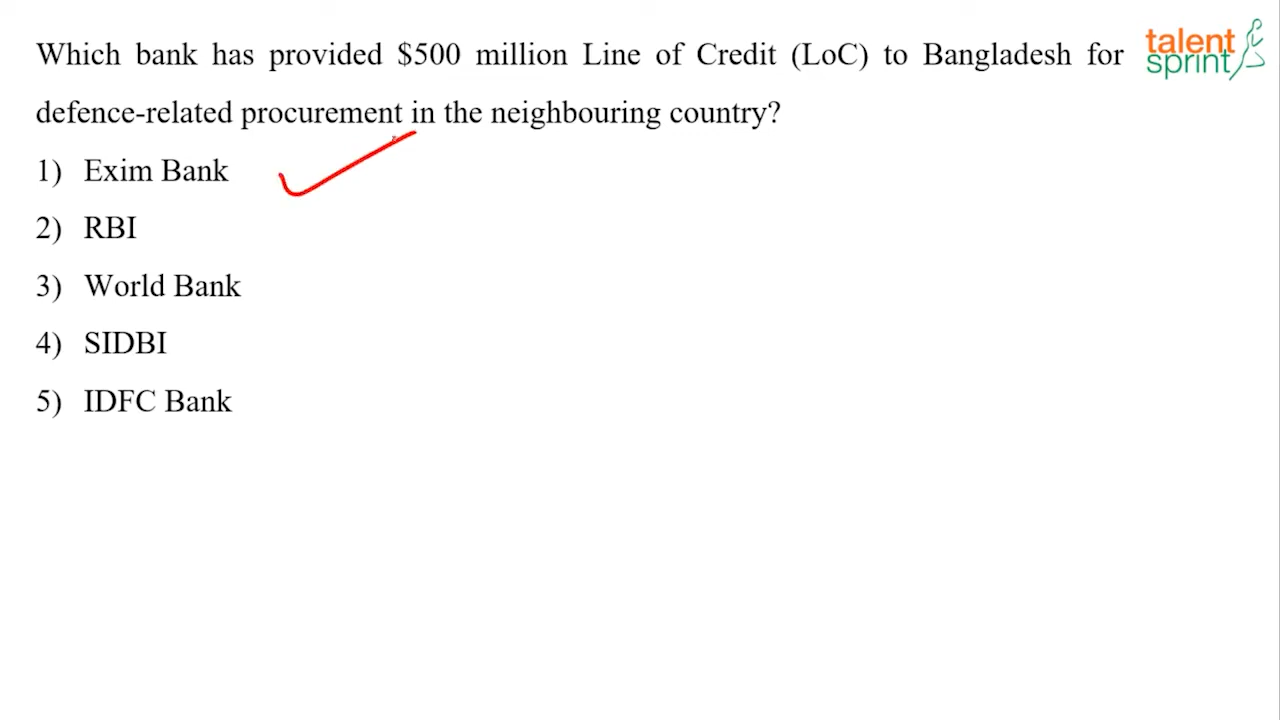 Which bank has provided $500 million Line of Credit (LoC) to Bangladesh for
defence-related procurement in the neighbouring country?
1) Exim Bank
2) RBI
3) World Bank
4) SIDBI
5) IDFC Bank
talent
sprint